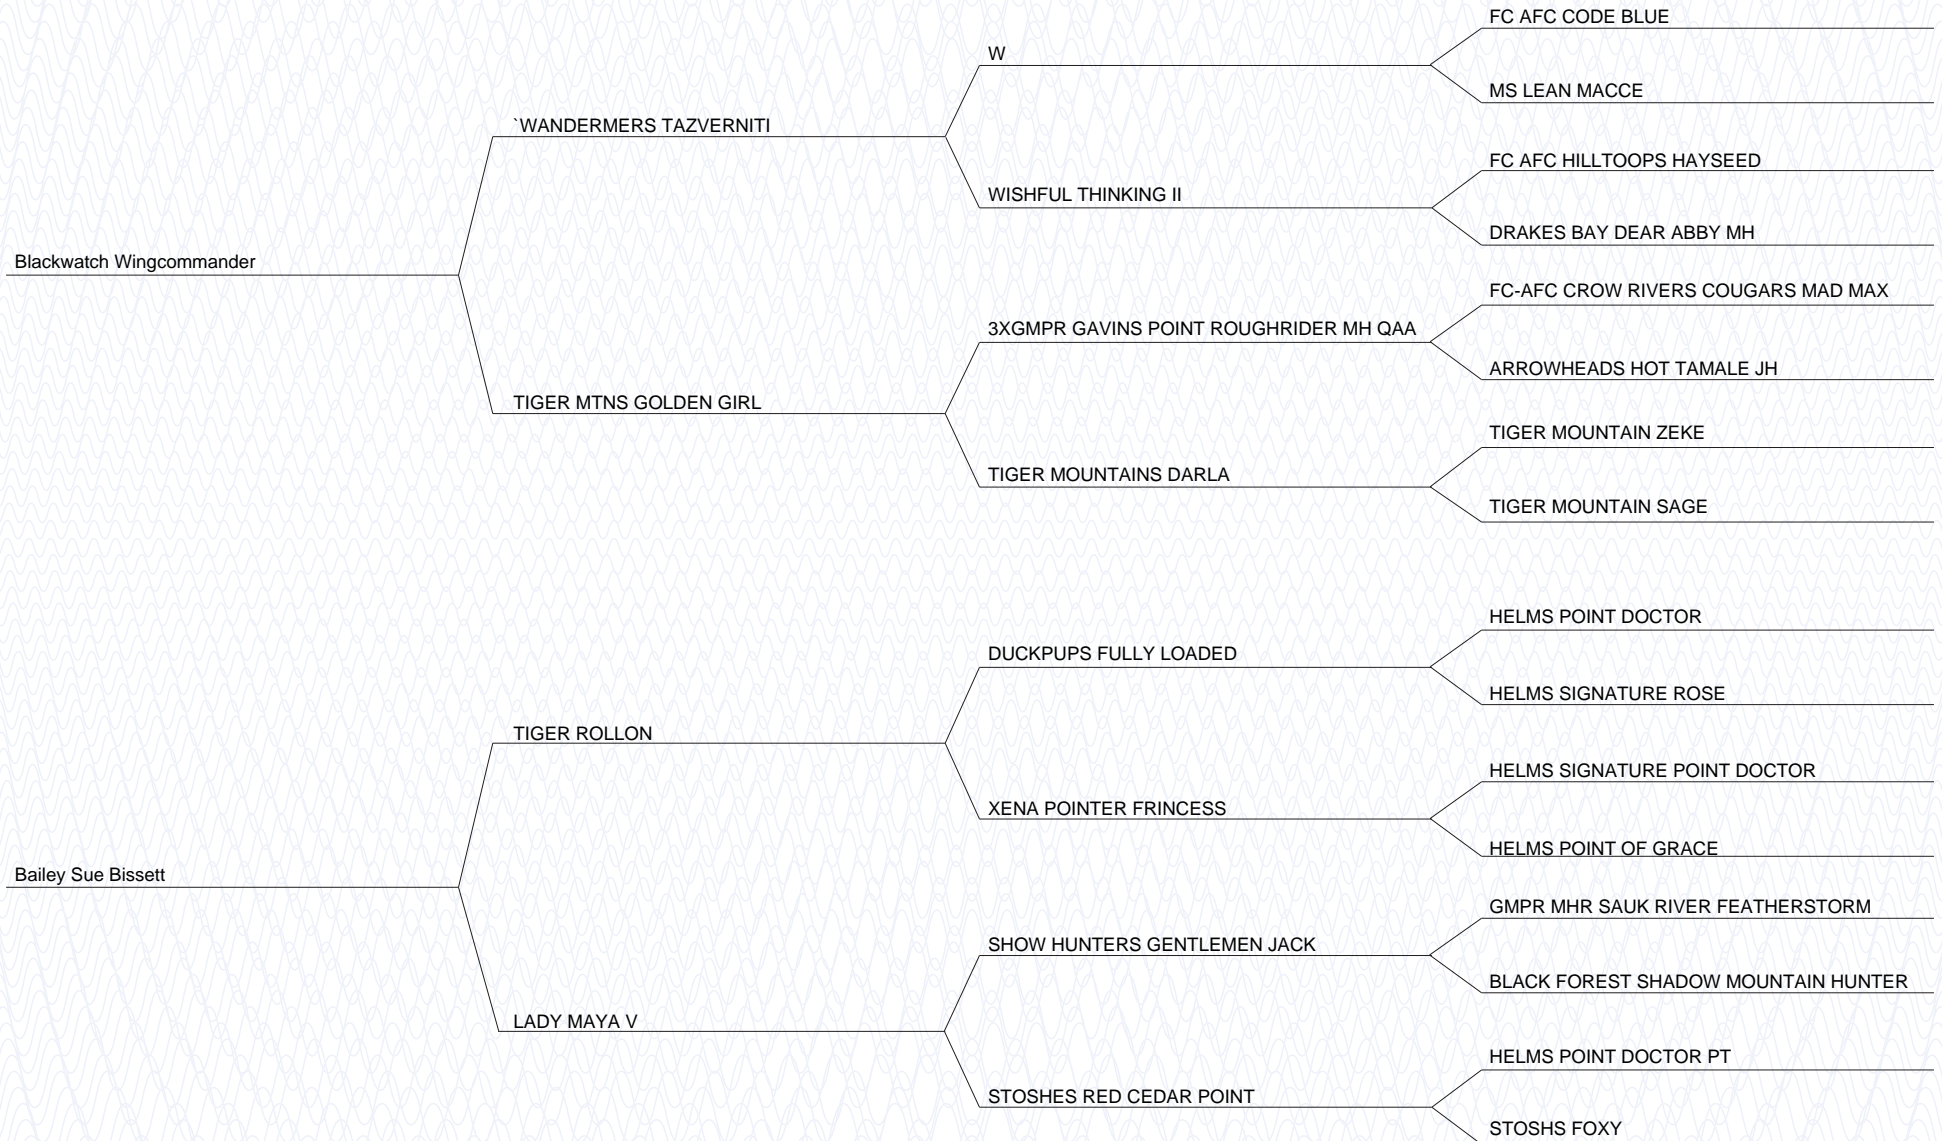 FC AFC CODE BLUE
W
MS LEAN MACCE
`WANDERMERS TAZVERNITI
FC AFC HILLTOOPS HAYSEED
WISHFUL THINKING II
DRAKES BAY DEAR ABBY MH
Blackwatch Wingcommander
FC-AFC CROW RIVERS COUGARS MAD MAX
3XGMPR GAVINS POINT ROUGHRIDER MH QAA
ARROWHEADS HOT TAMALE JH
TIGER MTNS GOLDEN GIRL
TIGER MOUNTAIN ZEKE
TIGER MOUNTAINS DARLA
TIGER MOUNTAIN SAGE
HELMS POINT DOCTOR
DUCKPUPS FULLY LOADED
HELMS SIGNATURE ROSE
TIGER ROLLON
HELMS SIGNATURE POINT DOCTOR
XENA POINTER FRINCESS
HELMS POINT OF GRACE
Bailey Sue Bissett
GMPR MHR SAUK RIVER FEATHERSTORM
SHOW HUNTERS GENTLEMEN JACK
BLACK FOREST SHADOW MOUNTAIN HUNTER
LADY MAYA V
HELMS POINT DOCTOR PT
STOSHES RED CEDAR POINT
STOSHS FOXY